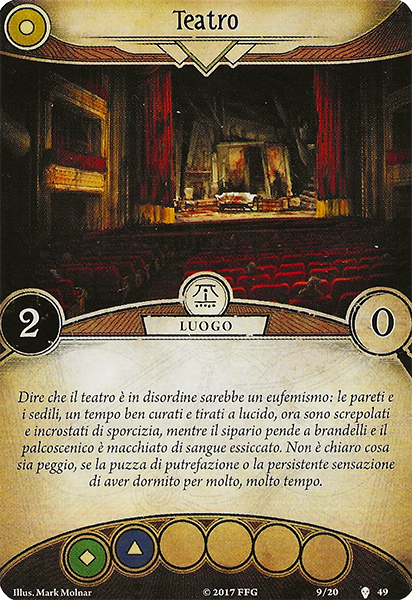 Teatro
2
LUOGO
0
Dire che il teatro è in disordine sarebbe un eufemismo: le pareti e
i sedili, un tempo ben curati e tirati a lucido, ora sono screpolati
e incrostati di sporcizia, mentre il sipario pende a brandelli e il
palcoscenico è macchiato di sangue essiccato. Non è chiaro cosa
sia peggio, se la puzza di putrefazione o la persistente sensazione
di aver dormito per molto, molto tempo.
Illus. Mark Molnar © 2017 FFG 9/20 49